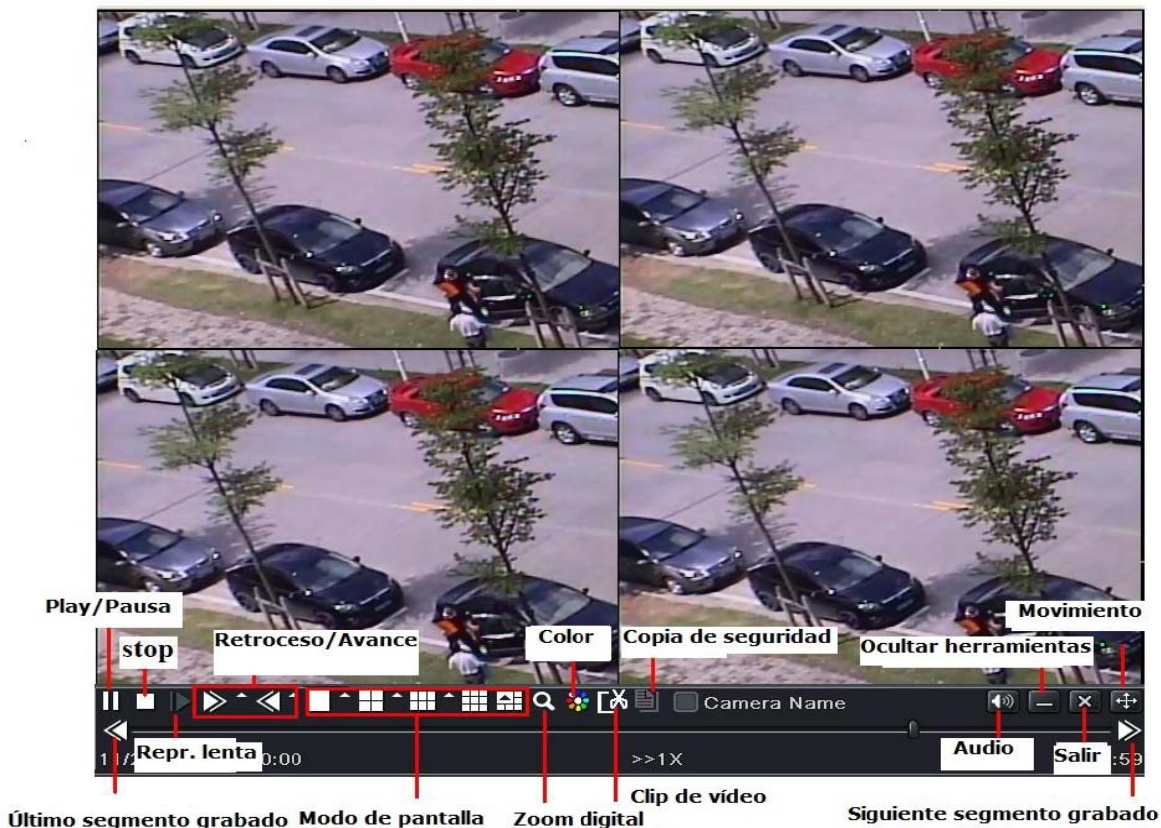 Play/Pausa
stop
Retroceso/Avance
Color
Copia de seguridad
Movimiento
Ocultar herramientas
Camera Name
Repr. lenta
:00
>>1X
Audio
Salir
:59
Último segmento grabado
Modo de pantalla
Zoom digital
Clip de vídeo
Siguiente segmento grabado